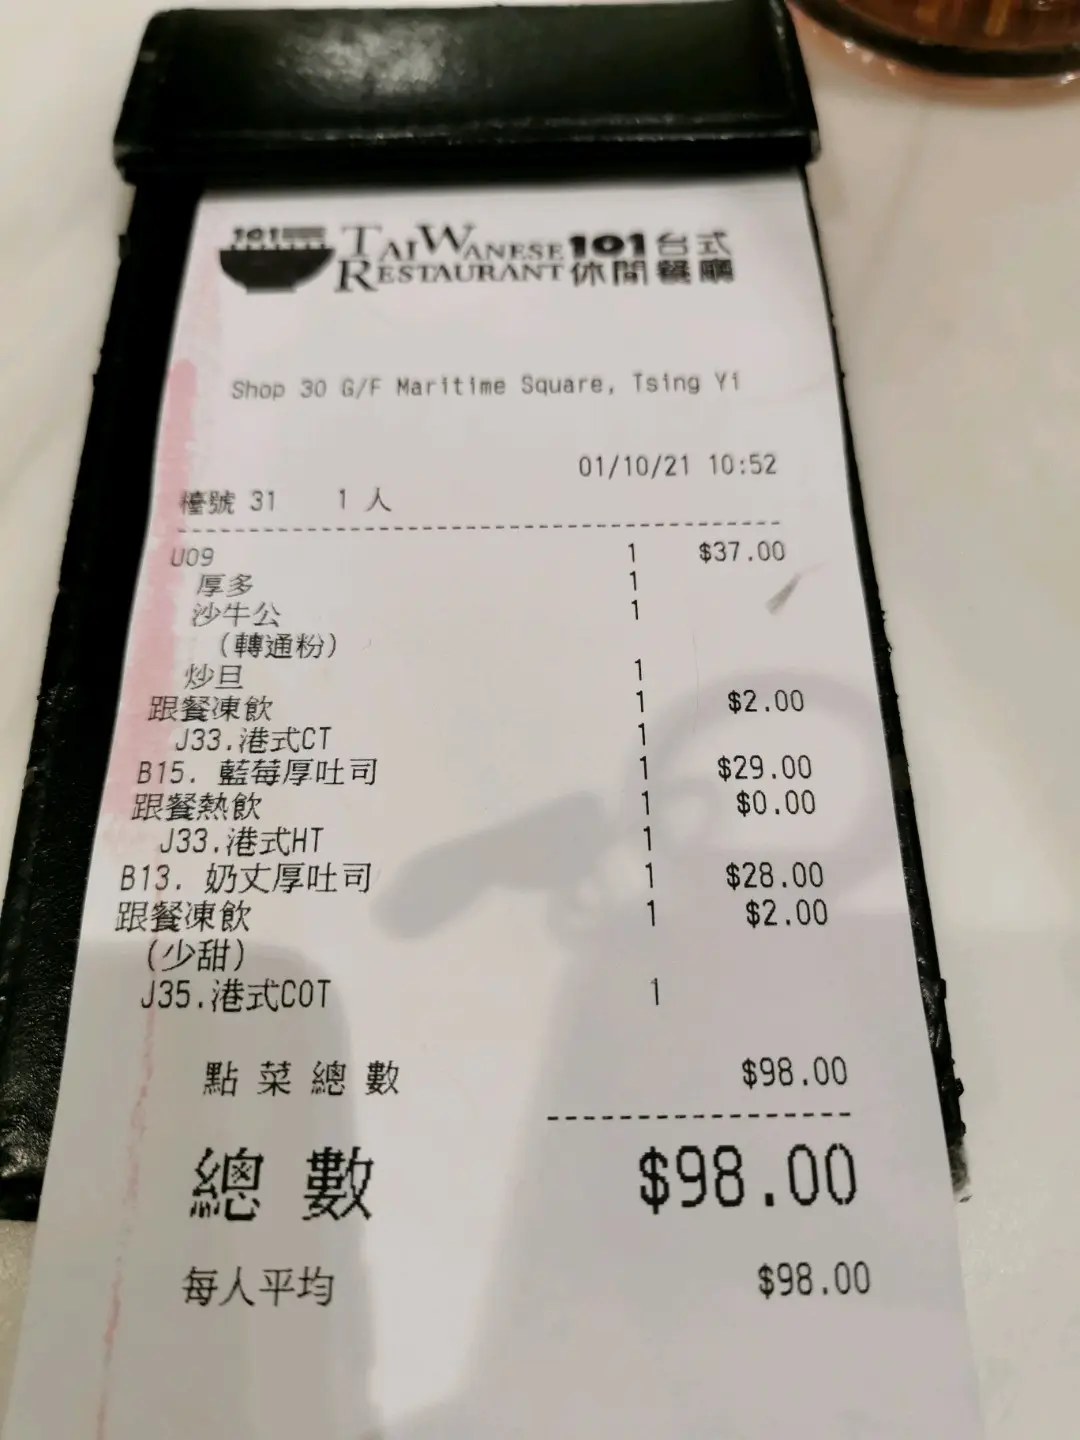 101
TAIWANESE RESTAURANT 101 台式休閒餐廳
Shop 30 G/F Maritime Square, Tsing Yi
01/10/21 10:52
檯號 31 1 人
U09 1 $37.00
厚多 1
沙牛公 1
(轉通粉)
炒旦 1
跟餐凍飲 1 $2.00
J33.港式CT 1
B15. 藍莓厚吐司 1 $29.00
跟餐熱飲 1 $0.00
J33.港式HT 1
B13. 奶丈厚吐司 1 $28.00
跟餐凍飲 1 $2.00
(少甜)
J35.港式COT 1
點菜總數 $98.00
總數 $98.00
每人平均 $98.00